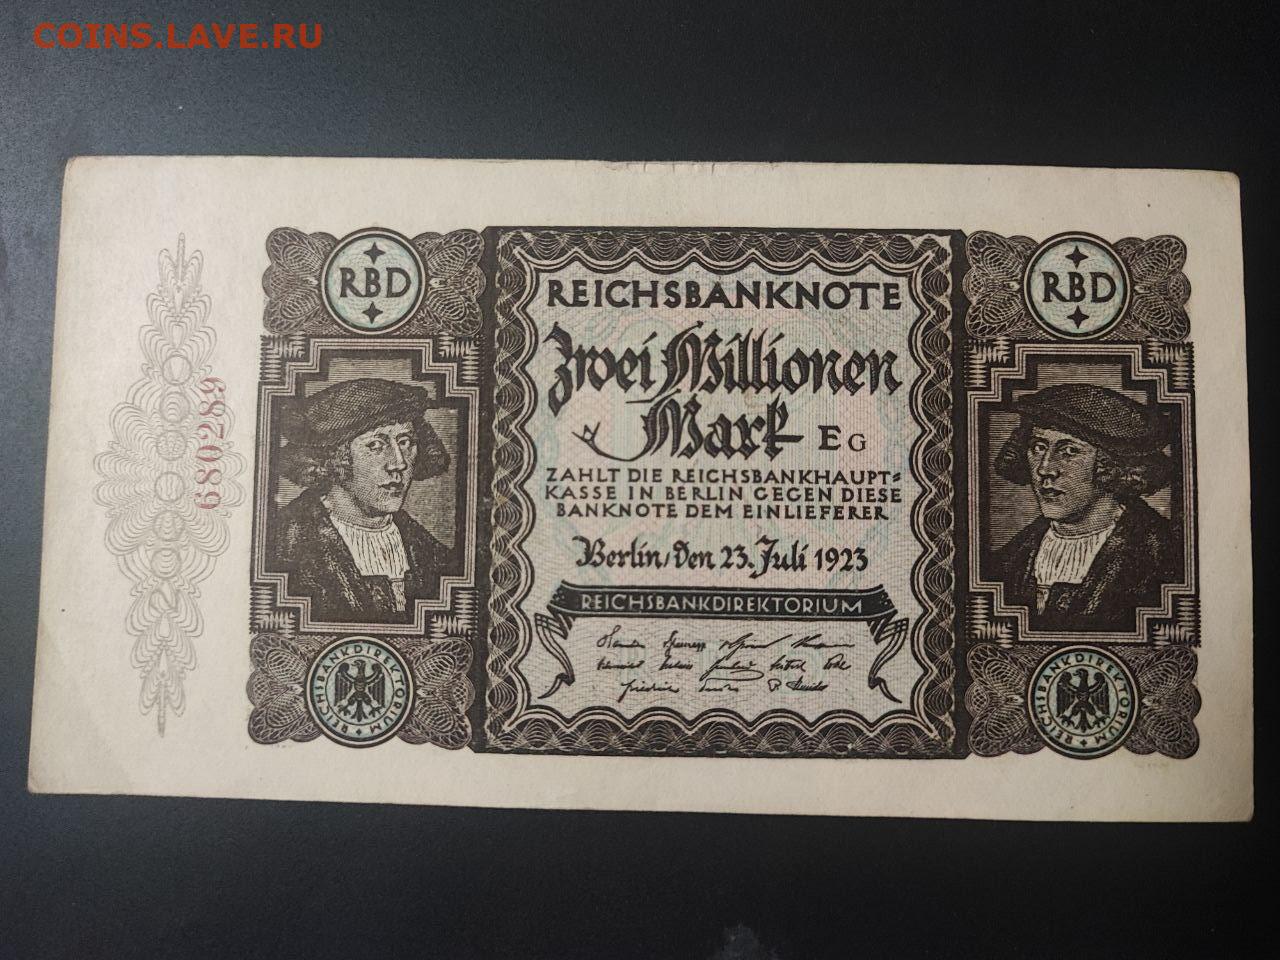 COINS.LAVE.RU
RBD
RBD
REICHSBANKNOTE
Zwei Millionen
Mark EG
ZAHLT DIE REICHSBANKHAUPT=
KASSE IN BERLIN GEGEN DIESE
BANKNOTE DEM EINLIEFERER
Berlin, den 23. Juli 1923
REICHSBANKDIREKTORIUM
680289
REICHSBANKDIREKTORIUM
REICHSBANKDIREKTORIUM